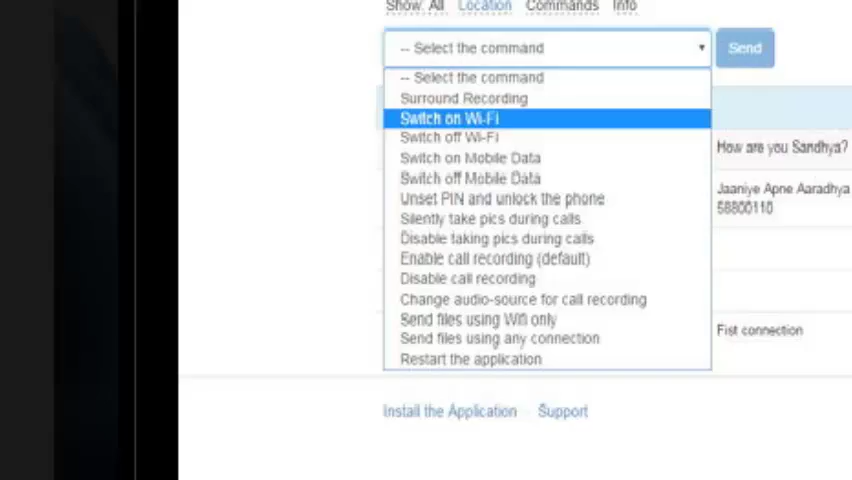 Show: All Location Commands Info
-- Select the command
Send
-- Select the command
Surround Recording
Switch on Wi-Fi
Switch off Wi-Fi
Switch on Mobile Data
Switch off Mobile Data
Unset PIN and unlock the phone
Silently take pics during calls
Disable taking pics during calls
Enable call recording (default)
Disable call recording
Change audio-source for call recording
Send files using Wifi only
Send files using any connection
Restart the application
How are you Sandhya?
Jaaniye Apne Aaradhya
58800110
Fist connection
Install the Application Support